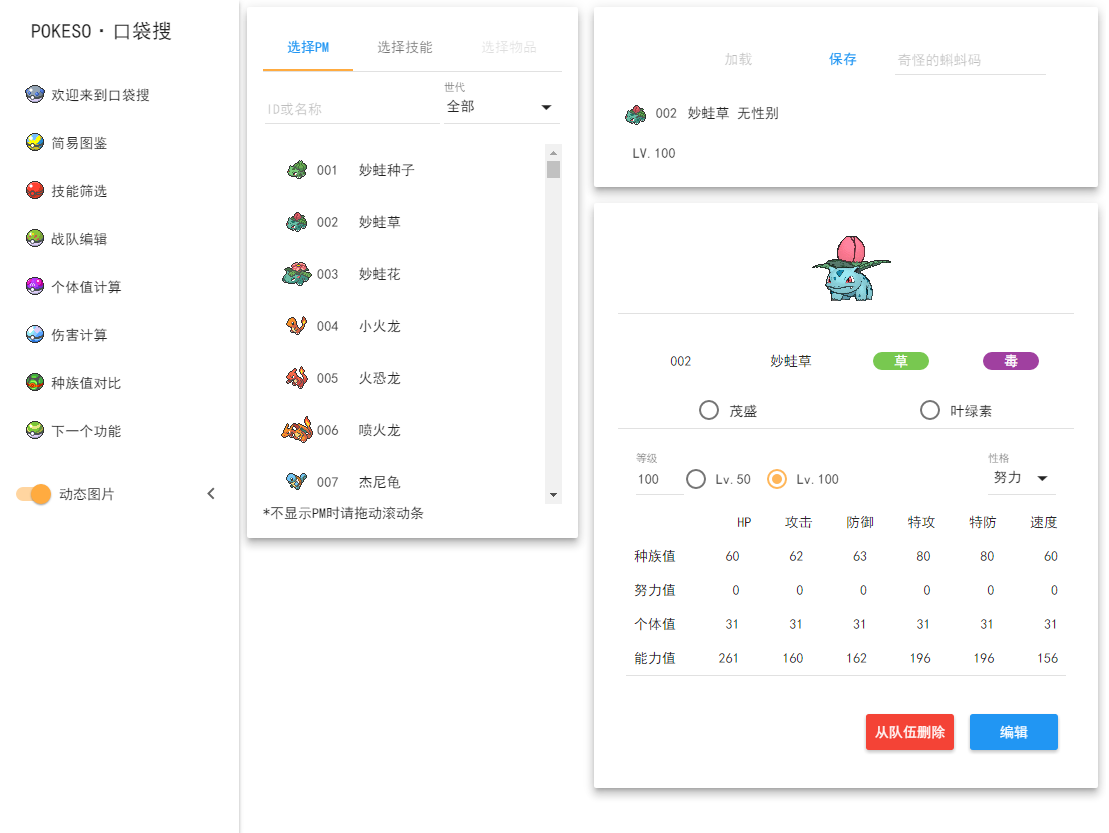 POKESO · 口袋搜
欢迎来到口袋搜
简易图鉴
技能筛选
战队编辑
个体值计算
伤害计算
种族值对比
下一个功能
动态图片
选择PM 选择技能 选择物品
世代
ID或名称 全部
001 妙蛙种子
002 妙蛙草
003 妙蛙花
004 小火龙
005 火恐龙
006 喷火龙
007 杰尼龟
*不显示PM时请拖动滚动条
加载 保存 奇怪的蝌蚪码
002 妙蛙草 无性别
LV. 100
002 妙蛙草 草 毒
茂盛 叶绿素
等级 性格
100 Lv. 50 Lv. 100 努力
HP 攻击 防御 特攻 特防 速度
种族值 60 62 63 80 80 60
努力值 0 0 0 0 0 0
个体值 31 31 31 31 31 31
能力值 261 160 162 196 196 156
从队伍删除 编辑